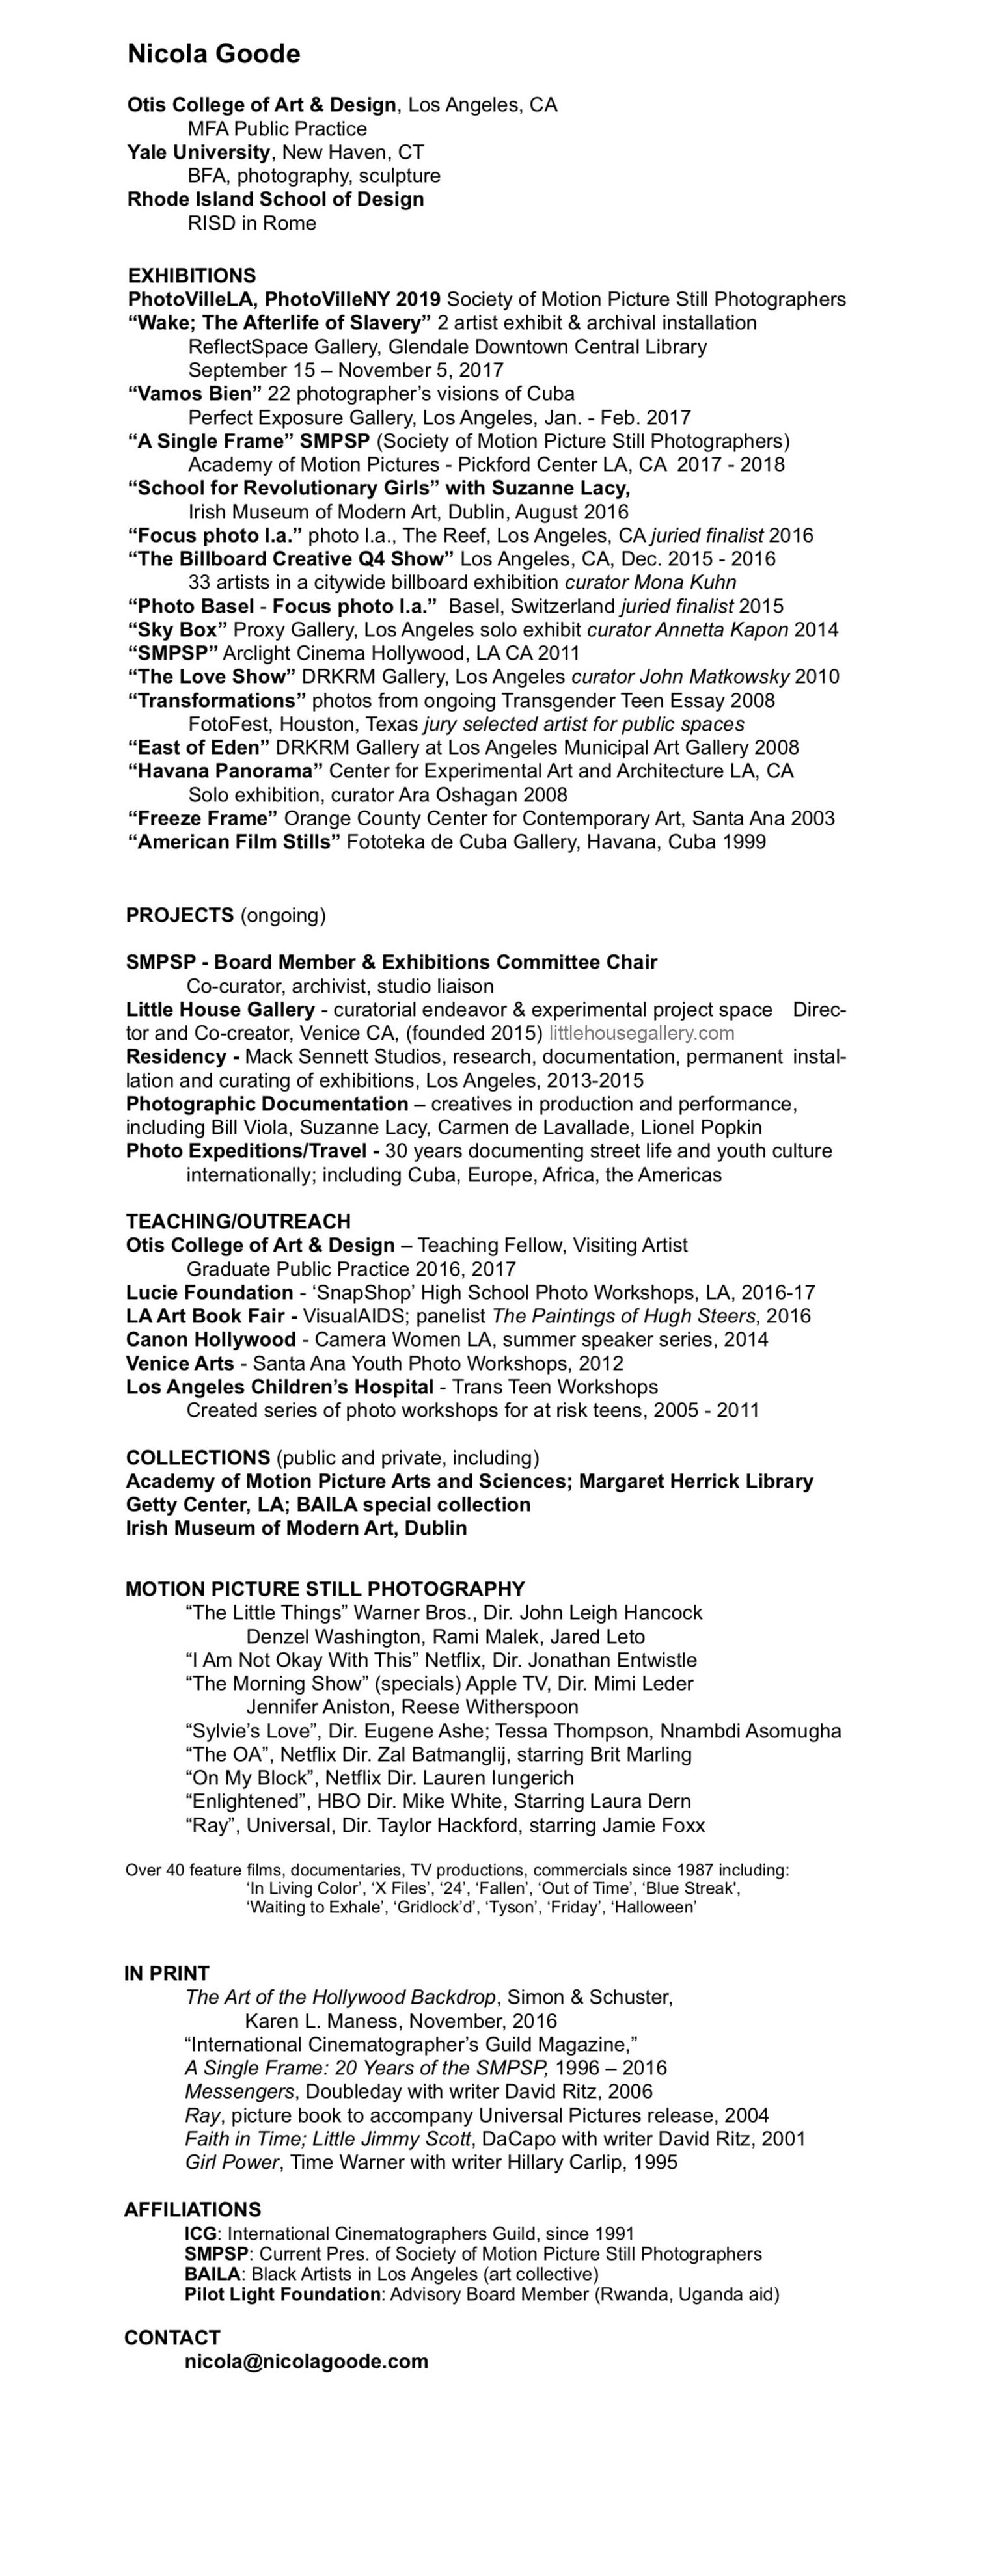 Nicola Goode
Otis College of Art & Design, Los Angeles, CA
MFA Public Practice
Yale University, New Haven, CT
BFA, photography, sculpture
Rhode Island School of Design
RISD in Rome
EXHIBITIONS
PhotoVilleLA, PhotoVilleNY 2019 Society of Motion Picture Still Photographers
“Wake; The Afterlife of Slavery” 2 artist exhibit & archival installation
ReflectSpace Gallery, Glendale Downtown Central Library
September 15 – November 5, 2017
“Vamos Bien” 22 photographer’s visions of Cuba
Perfect Exposure Gallery, Los Angeles, Jan. - Feb. 2017
“A Single Frame” SMPSP (Society of Motion Picture Still Photographers)
Academy of Motion Pictures - Pickford Center LA, CA  2017 - 2018
“School for Revolutionary Girls” with Suzanne Lacy,
Irish Museum of Modern Art, Dublin, August 2016
“Focus photo l.a.” photo l.a., The Reef, Los Angeles, CA juried finalist 2016
“The Billboard Creative Q4 Show” Los Angeles, CA, Dec. 2015 - 2016
33 artists in a citywide billboard exhibition curator Mona Kuhn
“Photo Basel - Focus photo l.a.”  Basel, Switzerland juried finalist 2015
“Sky Box” Proxy Gallery, Los Angeles solo exhibit curator Annetta Kapon 2014
“SMPSP” Arclight Cinema Hollywood, LA CA 2011
“The Love Show” DRKRM Gallery, Los Angeles curator John Matkowsky 2010
“Transformations” photos from ongoing Transgender Teen Essay 2008
FotoFest, Houston, Texas jury selected artist for public spaces
“East of Eden” DRKRM Gallery at Los Angeles Municipal Art Gallery 2008
“Havana Panorama” Center for Experimental Art and Architecture LA, CA
Solo exhibition, curator Ara Oshagan 2008
“Freeze Frame” Orange County Center for Contemporary Art, Santa Ana 2003
“American Film Stills” Fototeka de Cuba Gallery, Havana, Cuba 1999
PROJECTS (ongoing)
SMPSP - Board Member & Exhibitions Committee Chair
Co-curator, archivist, studio liaison
Little House Gallery - curatorial endeavor & experimental project space   Direc-
tor and Co-creator, Venice CA, (founded 2015) littlehousegallery.com
Residency - Mack Sennett Studios, research, documentation, permanent  instal-
lation and curating of exhibitions, Los Angeles, 2013-2015
Photographic Documentation – creatives in production and performance,
including Bill Viola, Suzanne Lacy, Carmen de Lavallade, Lionel Popkin
Photo Expeditions/Travel - 30 years documenting street life and youth culture
internationally; including Cuba, Europe, Africa, the Americas
TEACHING/OUTREACH
Otis College of Art & Design – Teaching Fellow, Visiting Artist
Graduate Public Practice 2016, 2017
Lucie Foundation - ‘SnapShop’ High School Photo Workshops, LA, 2016-17
LA Art Book Fair - VisualAIDS; panelist The Paintings of Hugh Steers, 2016
Canon Hollywood - Camera Women LA, summer speaker series, 2014
Venice Arts - Santa Ana Youth Photo Workshops, 2012
Los Angeles Children’s Hospital - Trans Teen Workshops
Created series of photo workshops for at risk teens, 2005 - 2011
COLLECTIONS (public and private, including)
Academy of Motion Picture Arts and Sciences; Margaret Herrick Library
Getty Center, LA; BAILA special collection
Irish Museum of Modern Art, Dublin
MOTION PICTURE STILL PHOTOGRAPHY
“The Little Things” Warner Bros., Dir. John Leigh Hancock
Denzel Washington, Rami Malek, Jared Leto
“I Am Not Okay With This” Netflix, Dir. Jonathan Entwistle
“The Morning Show” (specials) Apple TV, Dir. Mimi Leder
Jennifer Aniston, Reese Witherspoon
“Sylvie’s Love”, Dir. Eugene Ashe; Tessa Thompson, Nnambdi Asomugha
“The OA”, Netflix Dir. Zal Batmanglij, starring Brit Marling
“On My Block”, Netflix Dir. Lauren Iungerich
“Enlightened”, HBO Dir. Mike White, Starring Laura Dern
“Ray”, Universal, Dir. Taylor Hackford, starring Jamie Foxx
Over 40 feature films, documentaries, TV productions, commercials since 1987 including:
‘In Living Color’, ‘X Files’, ‘24’, ‘Fallen’, ‘Out of Time’, ‘Blue Streak',
‘Waiting to Exhale’, ‘Gridlock’d’, ‘Tyson’, ‘Friday’, ‘Halloween’
IN PRINT
The Art of the Hollywood Backdrop, Simon & Schuster,
Karen L. Maness, November, 2016
“International Cinematographer’s Guild Magazine,”
A Single Frame: 20 Years of the SMPSP, 1996 – 2016
Messengers, Doubleday with writer David Ritz, 2006
Ray, picture book to accompany Universal Pictures release, 2004
Faith in Time; Little Jimmy Scott, DaCapo with writer David Ritz, 2001
Girl Power, Time Warner with writer Hillary Carlip, 1995
AFFILIATIONS
ICG: International Cinematographers Guild, since 1991
SMPSP: Current Pres. of Society of Motion Picture Still Photographers
BAILA: Black Artists in Los Angeles (art collective)
Pilot Light Foundation: Advisory Board Member (Rwanda, Uganda aid)
CONTACT
nicola@nicolagoode.com